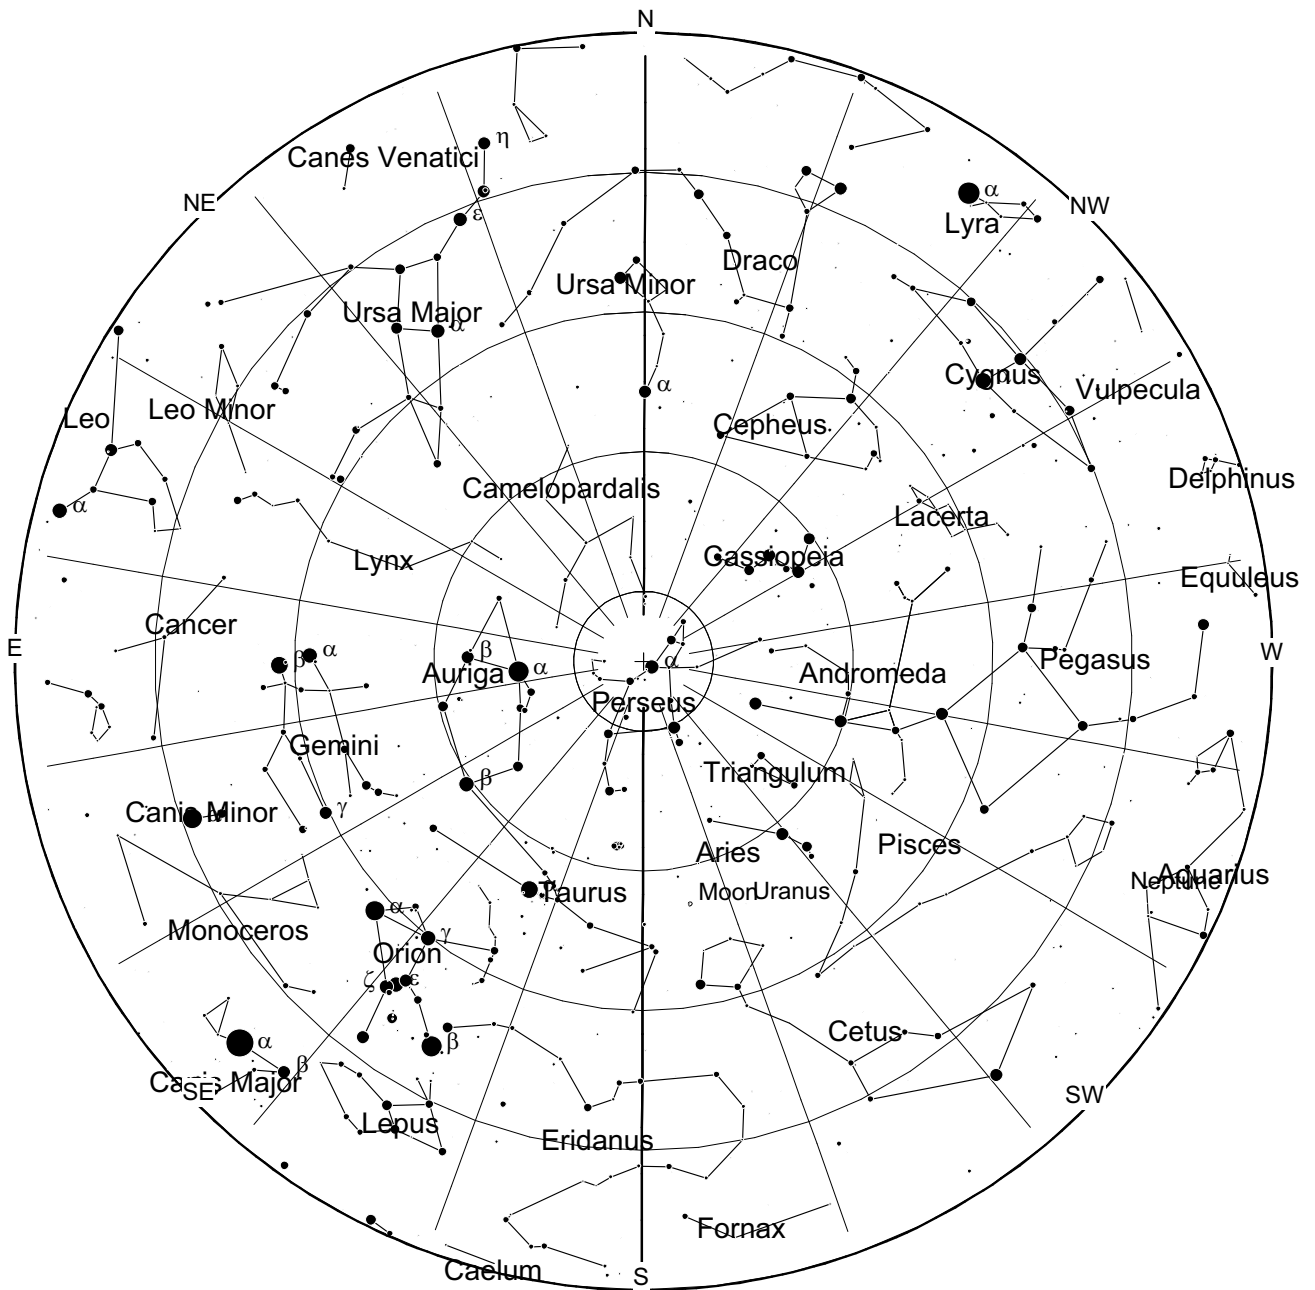 N
η
Canes Venatici
NE
α
NW
ε
Lyra
Draco
Ursa Minor
Ursa Major
α
Cygnus
α
Vulpecula
Leo
Leo Minor
Cepheus
Delphinus
Camelopardalis
α
Lacerta
Lynx
Cassiopeia
Equuleus
Cancer
E
β
α
β
Auriga
α
α
Andromeda
Pegasus
W
Perseus
Gemini
Triangulum
β
Canis Minor
γ
Aries
Pisces
Aquarius
Neptune
Taurus
Moon
Uranus
α
Monoceros
γ
Orion
ζ
ε
Cetus
α
β
β
Canis Major
SE
SW
Lepus
Eridanus
Fornax
Caelum
S